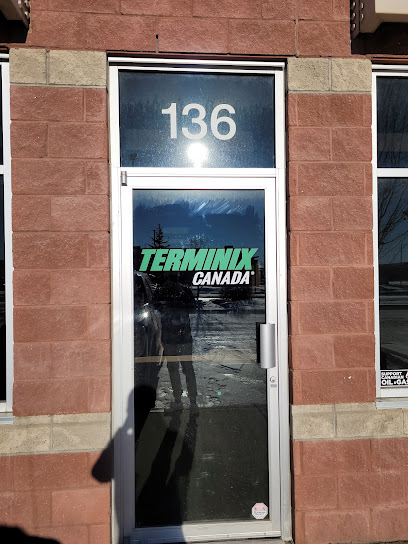 136
TERMINIX
CANADA®
SUPPORT
CANADIAN
OIL & GAS